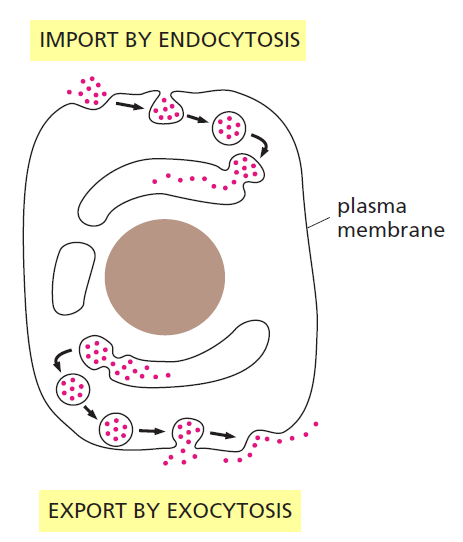 IMPORT BY ENDOCYTOSIS
plasma
membrane
EXPORT BY EXOCYTOSIS